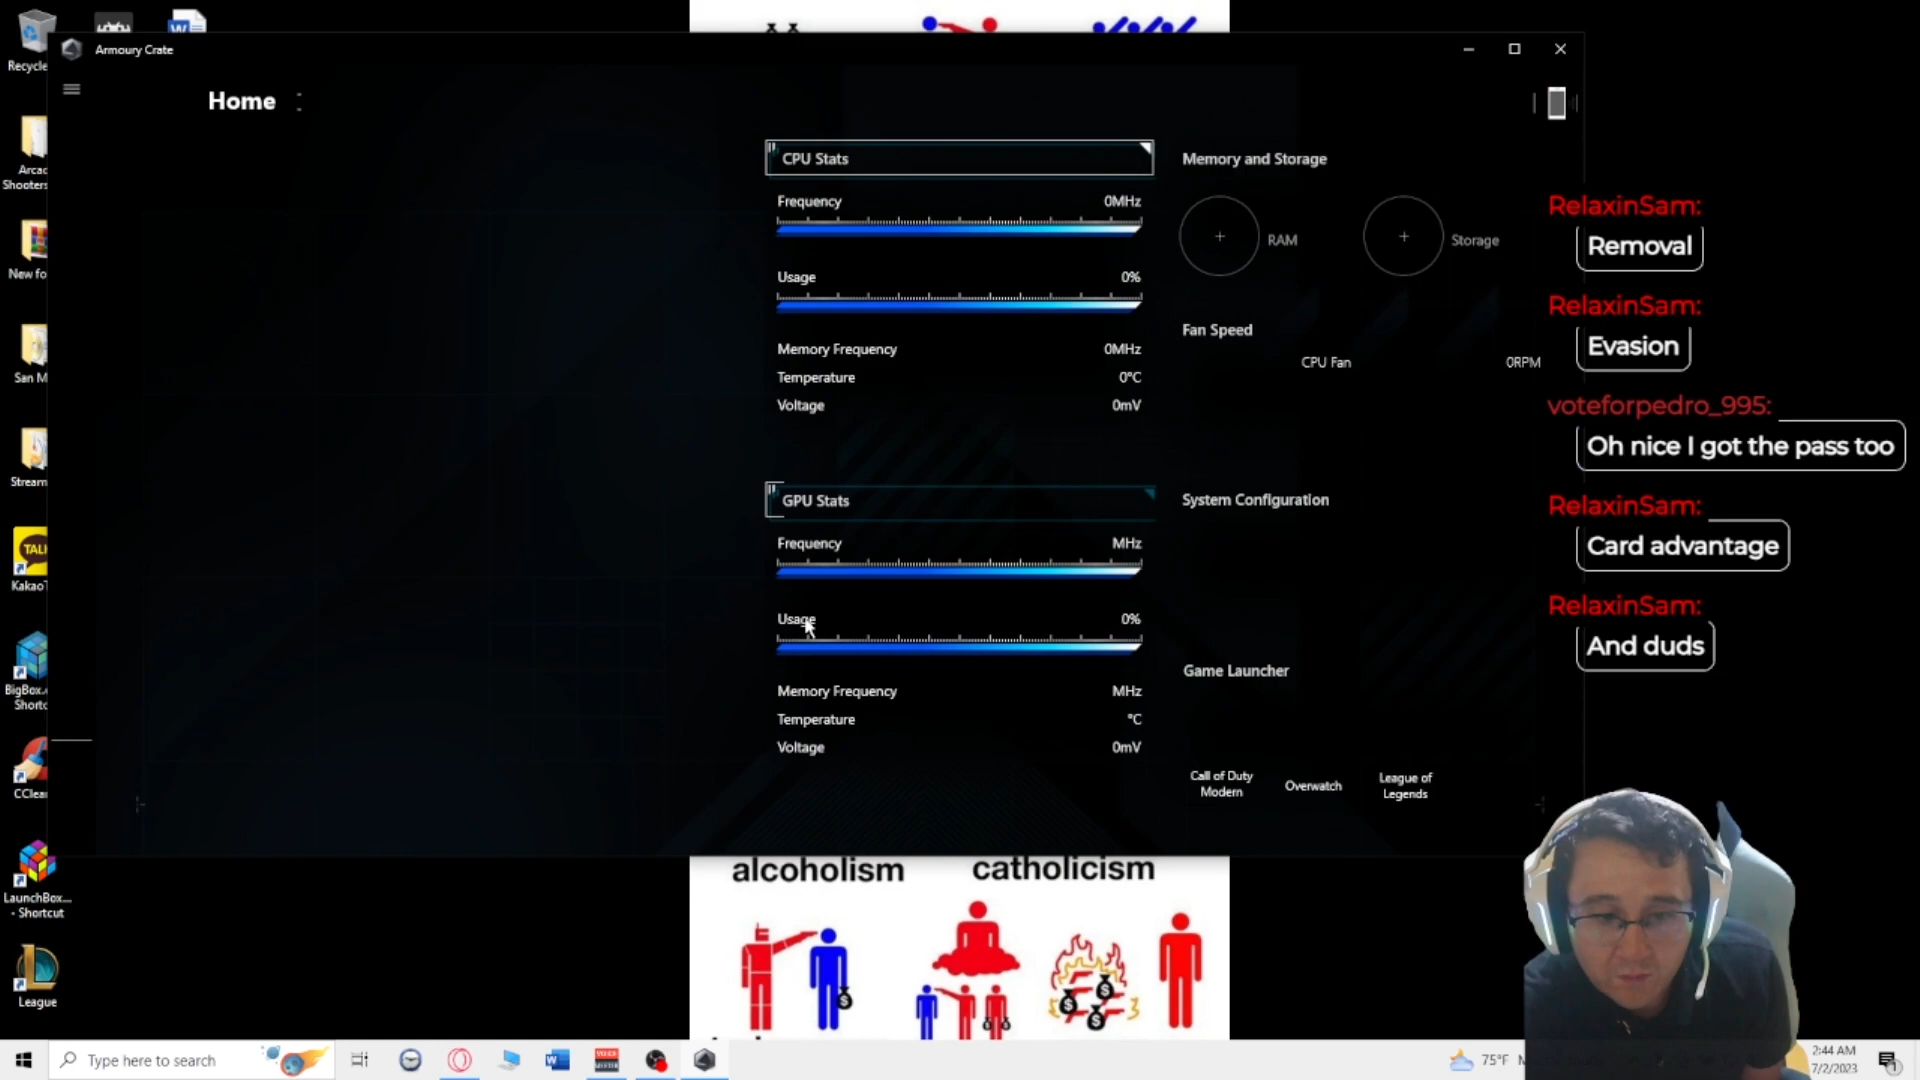 Armoury Crate
Home
CPU Stats
Frequency 0MHz
Usage 0%
Memory Frequency 0MHz
Temperature 0°C
Voltage 0mV
GPU Stats
Frequency MHz
Usage 0%
Memory Frequency MHz
Temperature °C
Voltage 0mV
Memory and Storage
RAM
Storage
Fan Speed
CPU Fan 0RPM
System Configuration
Game Launcher
Call of Duty
Modern
Overwatch
League of
Legends
RelaxinSam:
Removal
RelaxinSam:
Evasion
voteforpedro_995:
Oh nice I got the pass too
RelaxinSam:
Card advantage
RelaxinSam:
And duds
Recycle
Arca
Shooters
New fo
San M
Stream
TAL
KakaoT
BigBox.
Shortc
CClea
LaunchBox....
- Shortcut
League
alcoholism
catholicism
Type here to search
75°F
2:44 AM
7/2/2023